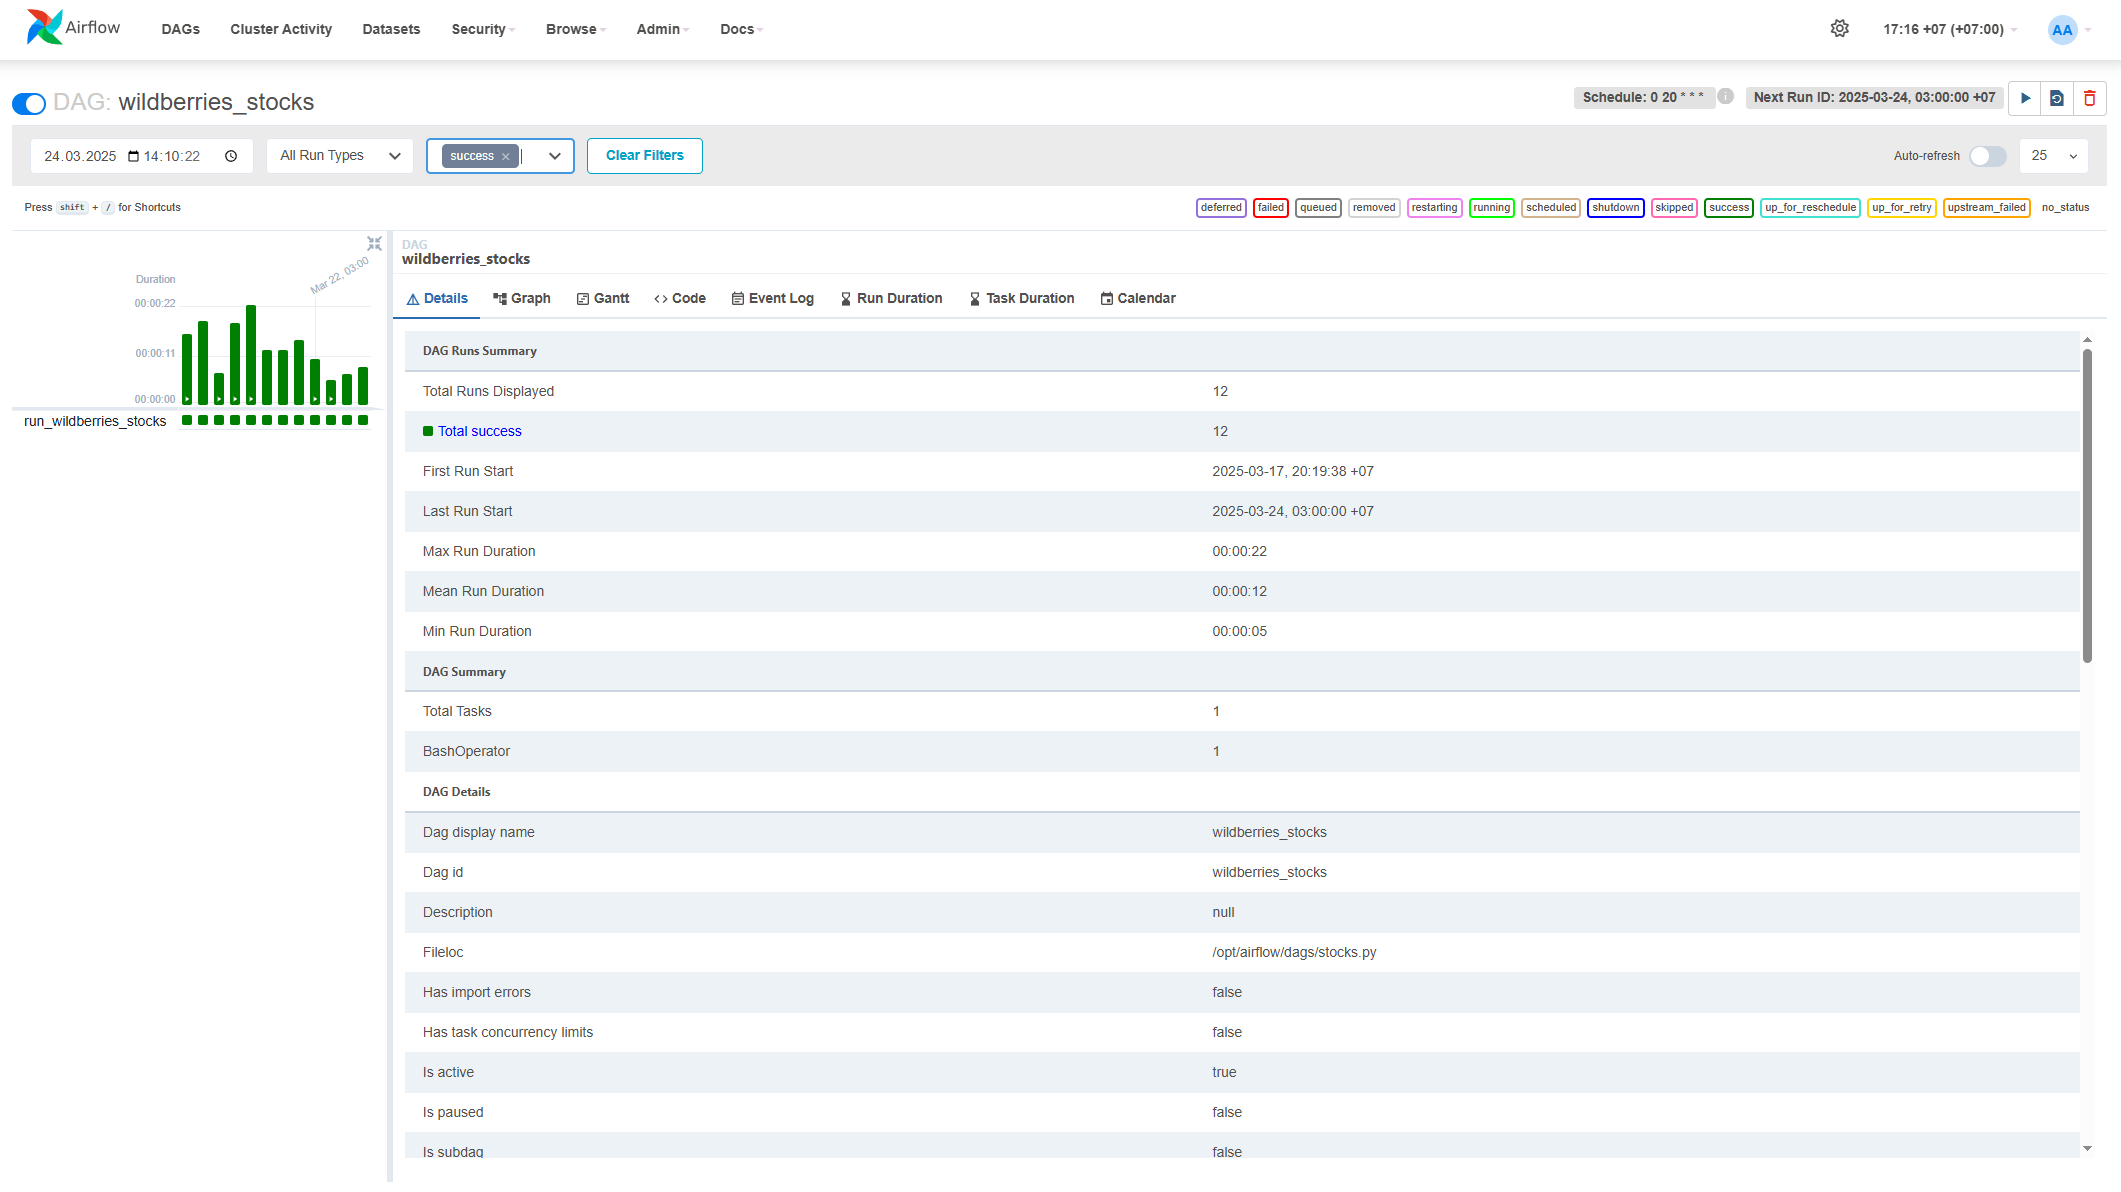 Airflow DAGs Cluster Activity Datasets Security Browse Admin Docs 17:16 +07 (+07:00) AA
DAG: wildberries_stocks Schedule: 0 20 * * * Next Run ID: 2025-03-24, 03:00:00 +07
24.03.2025 14:10:22 All Run Types success × Clear Filters Auto-refresh 25
Press shift + / for Shortcuts deferred failed queued removed restarting running scheduled shutdown skipped success up_for_reschedule up_for_retry upstream_failed no_status
DAG
wildberries_stocks
Details Graph Gantt Code Event Log Run Duration Task Duration Calendar
Duration
Mar 22, 03:00
00:00:22
00:00:11
00:00:00
run_wildberries_stocks
DAG Runs Summary
Total Runs Displayed 12
Total success 12
First Run Start 2025-03-17, 20:19:38 +07
Last Run Start 2025-03-24, 03:00:00 +07
Max Run Duration 00:00:22
Mean Run Duration 00:00:12
Min Run Duration 00:00:05
DAG Summary
Total Tasks 1
BashOperator 1
DAG Details
Dag display name wildberries_stocks
Dag id wildberries_stocks
Description null
Fileloc /opt/airflow/dags/stocks.py
Has import errors false
Has task concurrency limits false
Is active true
Is paused false
Is subdag false